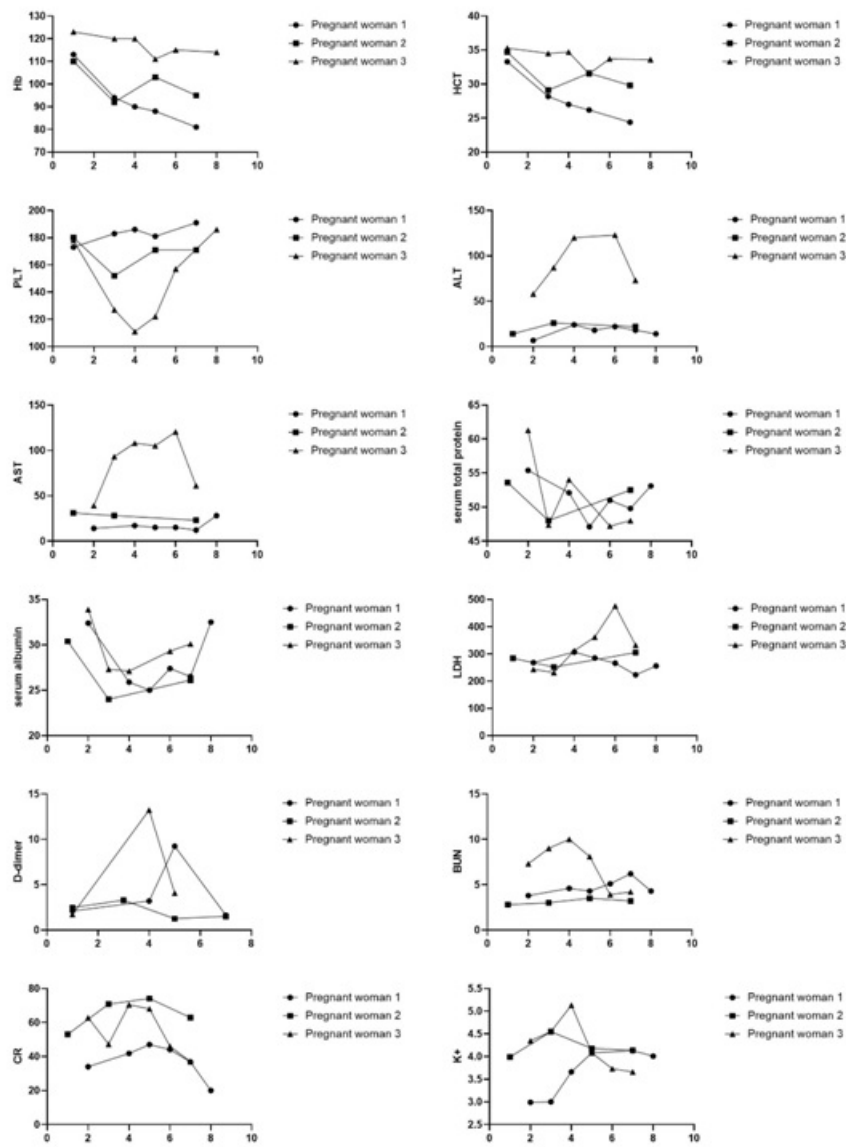 Hb
130
120
110
100
90
80
70
0 2 4 6 8 10
Pregnant woman 1
Pregnant woman 2
Pregnant woman 3
HCT
40
35
30
25
20
0 2 4 6 8 10
Pregnant woman 1
Pregnant woman 2
Pregnant woman 3
PLT
200
180
160
140
120
100
0 2 4 6 8 10
Pregnant woman 1
Pregnant woman 2
Pregnant woman 3
ALT
150
100
50
0
0 2 4 6 8 10
Pregnant woman 1
Pregnant woman 2
Pregnant woman 3
AST
150
100
50
0
0 2 4 6 8 10
Pregnant woman 1
Pregnant woman 2
Pregnant woman 3
serum total protein
65
60
55
50
45
0 2 4 6 8 10
Pregnant woman 1
Pregnant woman 2
Pregnant woman 3
serum albumin
35
30
25
20
0 2 4 6 8 10
Pregnant woman 1
Pregnant woman 2
Pregnant woman 3
LDH
500
400
300
200
100
0
0 2 4 6 8 10
Pregnant woman 1
Pregnant woman 2
Pregnant woman 3
D-dimer
15
10
5
0
0 2 4 6 8
Pregnant woman 1
Pregnant woman 2
Pregnant woman 3
BUN
15
10
5
0
0 2 4 6 8 10
Pregnant woman 1
Pregnant woman 2
Pregnant woman 3
CR
80
60
40
20
0
0 2 4 6 8 10
Pregnant woman 1
Pregnant woman 2
Pregnant woman 3
K+
5.5
5.0
4.5
4.0
3.5
3.0
2.5
0 2 4 6 8 10
Pregnant woman 1
Pregnant woman 2
Pregnant woman 3